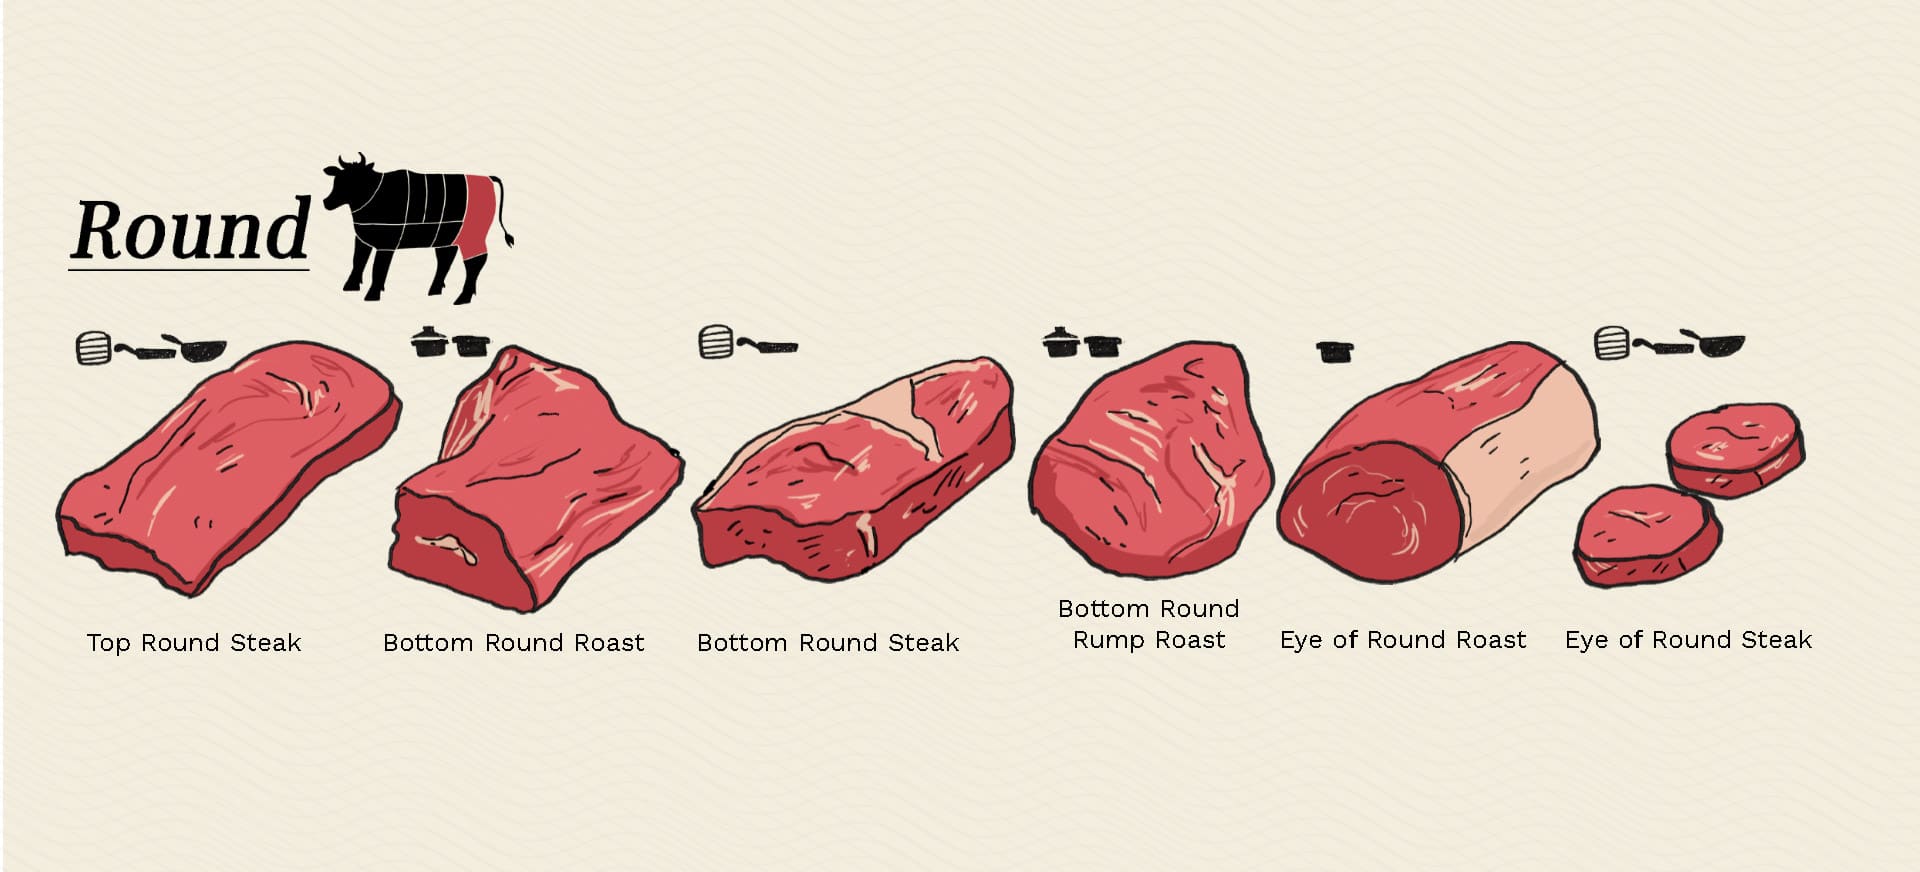 Round
Top Round Steak
Bottom Round Roast
Bottom Round Steak
Bottom Round
Rump Roast
Eye of Round Roast
Eye of Round Steak